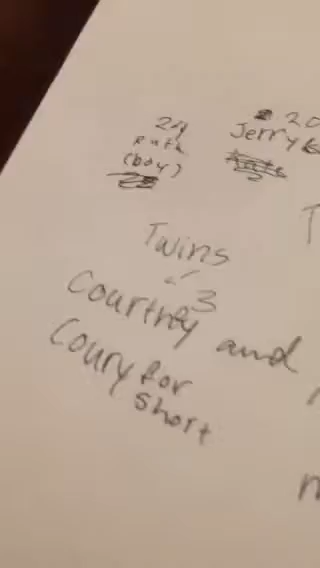 24
Ruth
(boy)
20
Jerry
Twins
3
Courtney and
Coury for
short